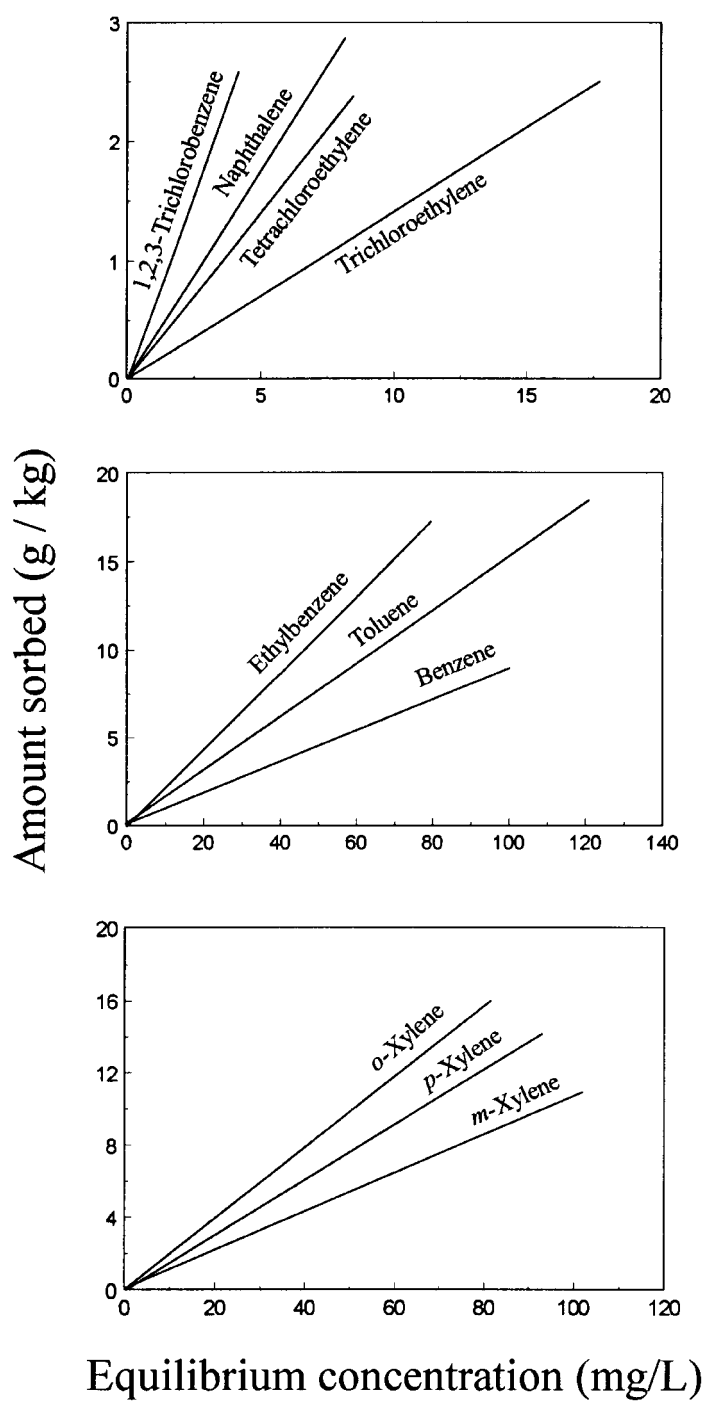 Amount sorbed (g / kg)
3
2
1
0
0 5 10 15 20
1,2,3-Trichlorobenzene
Naphthalene
Tetrachloroethylene
Trichloroethylene
20
15
10
5
0
0 20 40 60 80 100 120 140
Ethylbenzene
Toluene
Benzene
20
16
12
8
4
0
0 20 40 60 80 100 120
o-Xylene
p-Xylene
m-Xylene
Equilibrium concentration (mg/L)